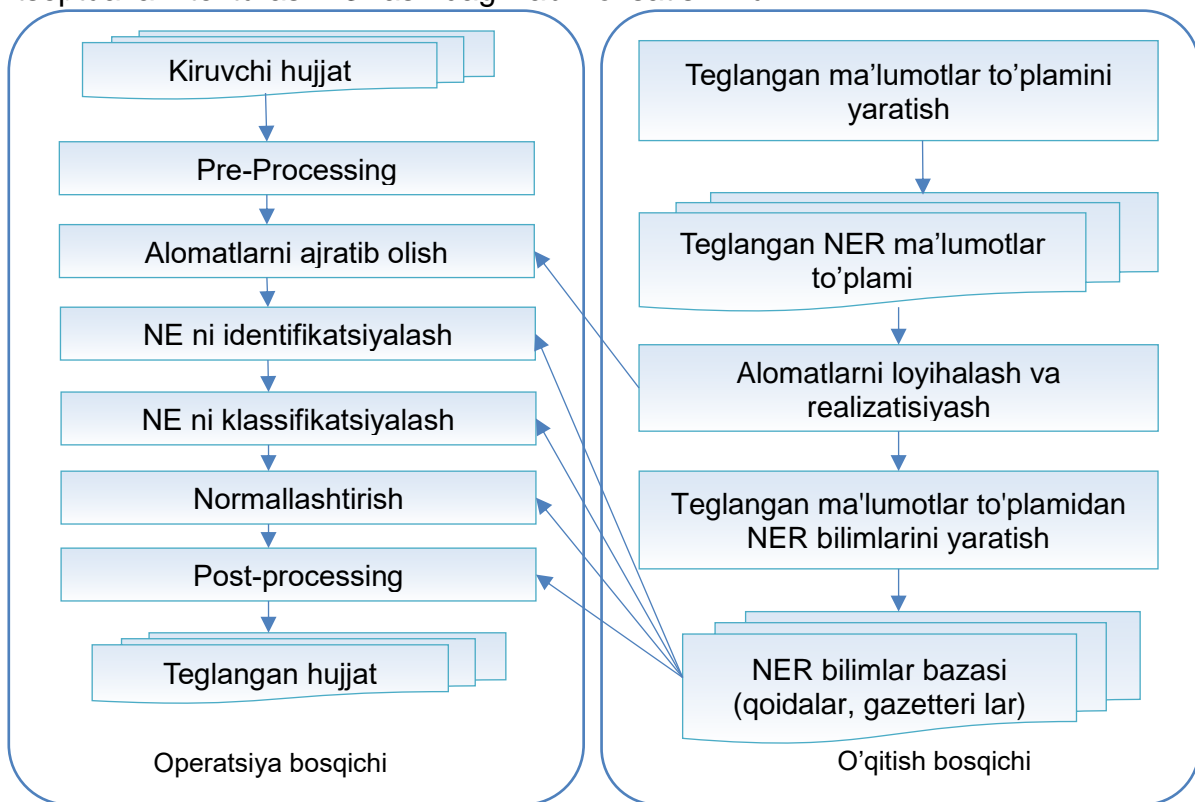 Kiruvchi hujjat
Pre-Processing
Alomatlarni ajratib olish
NE ni identifikatsiyalash
NE ni klassifikatsiyalash
Normallashtirish
Post-processing
Teglangan hujjat
Operatsiya bosqichi
Teglangan ma’lumotlar to’plamini
yaratish
Teglangan NER ma’lumotlar
to’plami
Alomatlarni loyihalash va
realizatisiyash
Teglangan ma'lumotlar to'plamidan
NER bilimlarini yaratish
NER bilimlar bazasi
(qoidalar, gazetteri lar)
O’qitish bosqichi